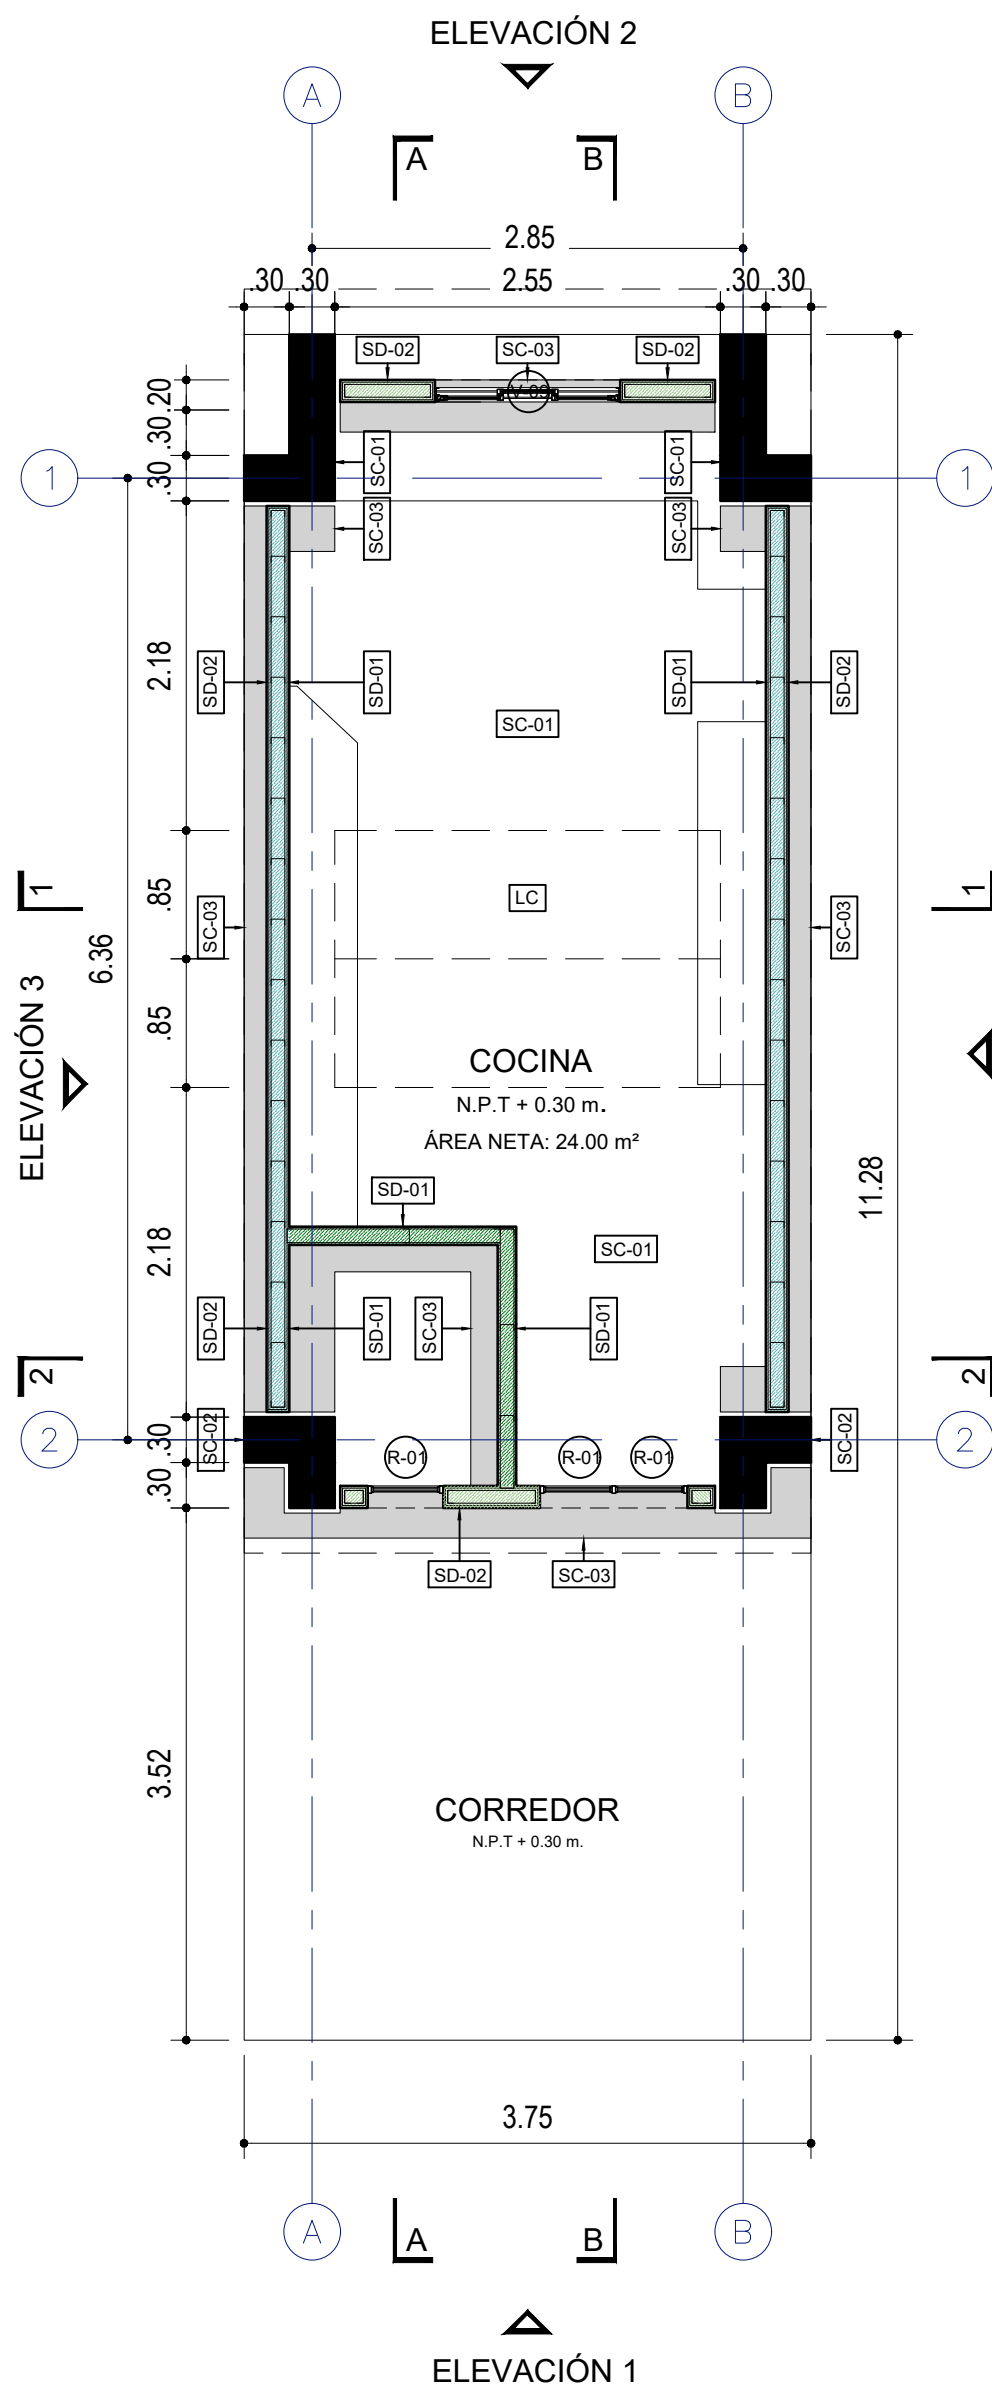 ELEVACIÓN 2
A
B
A
B
2.85
.30
.30
2.55
.30
.30
SD-02
SC-03
SD-02
.20
.30
SC-01
SC-01
1
.30
1
SC-03
SC-03
2.18
SD-02
SD-01
SD-01
SD-02
SC-01
1
.85
LC
1
SC-03
SC-03
6.36
ELEVACIÓN 3
.85
COCINA
N.P.T + 0.30 m.
ÁREA NETA: 24.00 m²
11.28
SD-01
2.18
SC-01
SD-02
SD-01
SC-03
SD-01
2
2
2
SC-02
.30
SC-02
2
R-01
R-01
R-01
.30
SD-02
SC-03
3.52
CORREDOR
N.P.T + 0.30 m.
3.75
A
A
B
B
ELEVACIÓN 1